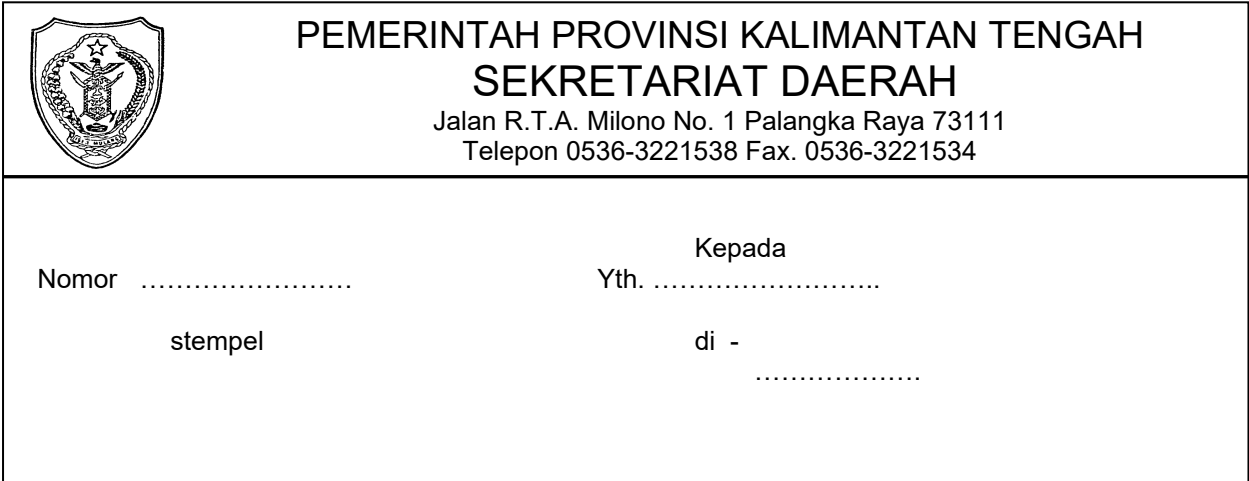 PEMERINTAH PROVINSI KALIMANTAN TENGAH
SEKRETARIAT DAERAH
Jalan R.T.A. Milono No. 1 Palangka Raya 73111
Telepon 0536-3221538 Fax. 0536-3221534
Kepada
Nomor …………………… Yth. ……………………..
stempel di -
……………….